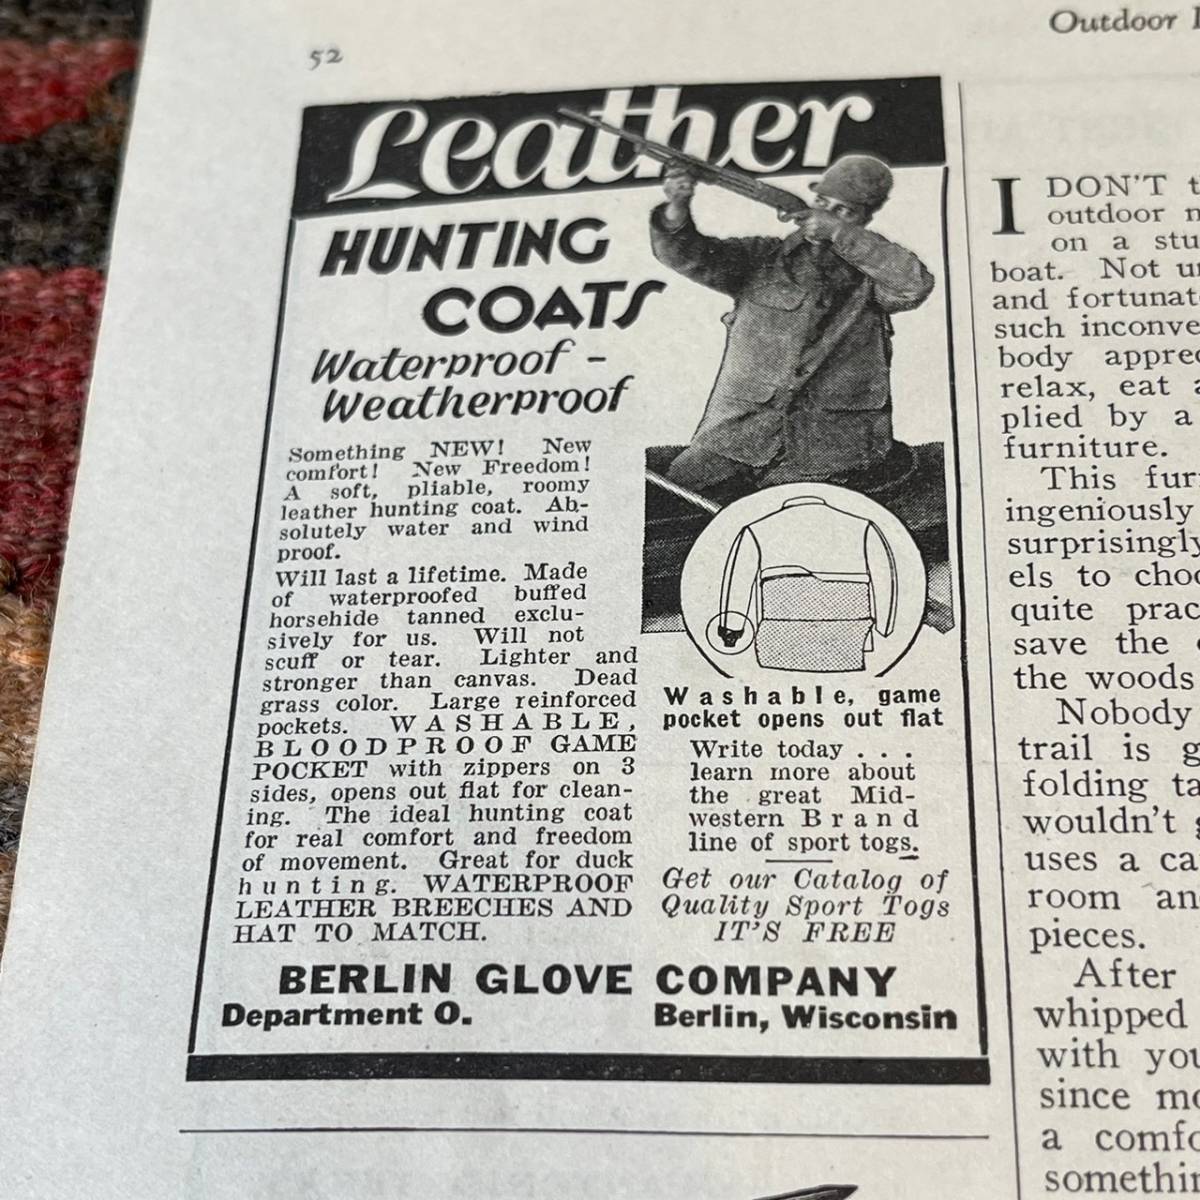 52
Outdoor
Leather
HUNTING
COATS
Waterproof -
Weatherproof
Something NEW! New
comfort! New Freedom!
A soft, pliable, roomy
leather hunting coat. Ab-
solutely water and wind
proof.
Will last a lifetime. Made
of waterproofed buffed
horsehide tanned exclu-
sively for us. Will not
scuff or tear. Lighter and
stronger than canvas. Dead
grass color. Large reinforced
pockets. WASHABLE,
BLOODPROOF GAME
POCKET with zippers on 3
sides, opens out flat for clean-
ing. The ideal hunting coat
for real comfort and freedom
of movement. Great for duck
hunting. WATERPROOF
LEATHER BREECHES AND
HAT TO MATCH.
Washable, game
pocket opens out flat
Write today . . .
learn more about
the great Mid-
western Brand
line of sport togs.
Get our Catalog of
Quality Sport Togs
IT'S FREE
BERLIN GLOVE COMPANY
Department O. Berlin, Wisconsin
I DON'T
outdoor
on a
boat. Not
and
such
body
relax, eat
plied by a
furniture.
This
ingeniously
surprisingly
els to
quite
save the
the woods
Nobody
trail is
folding
wouldn't
uses a
room
pieces.
After
whipped
with
since
a